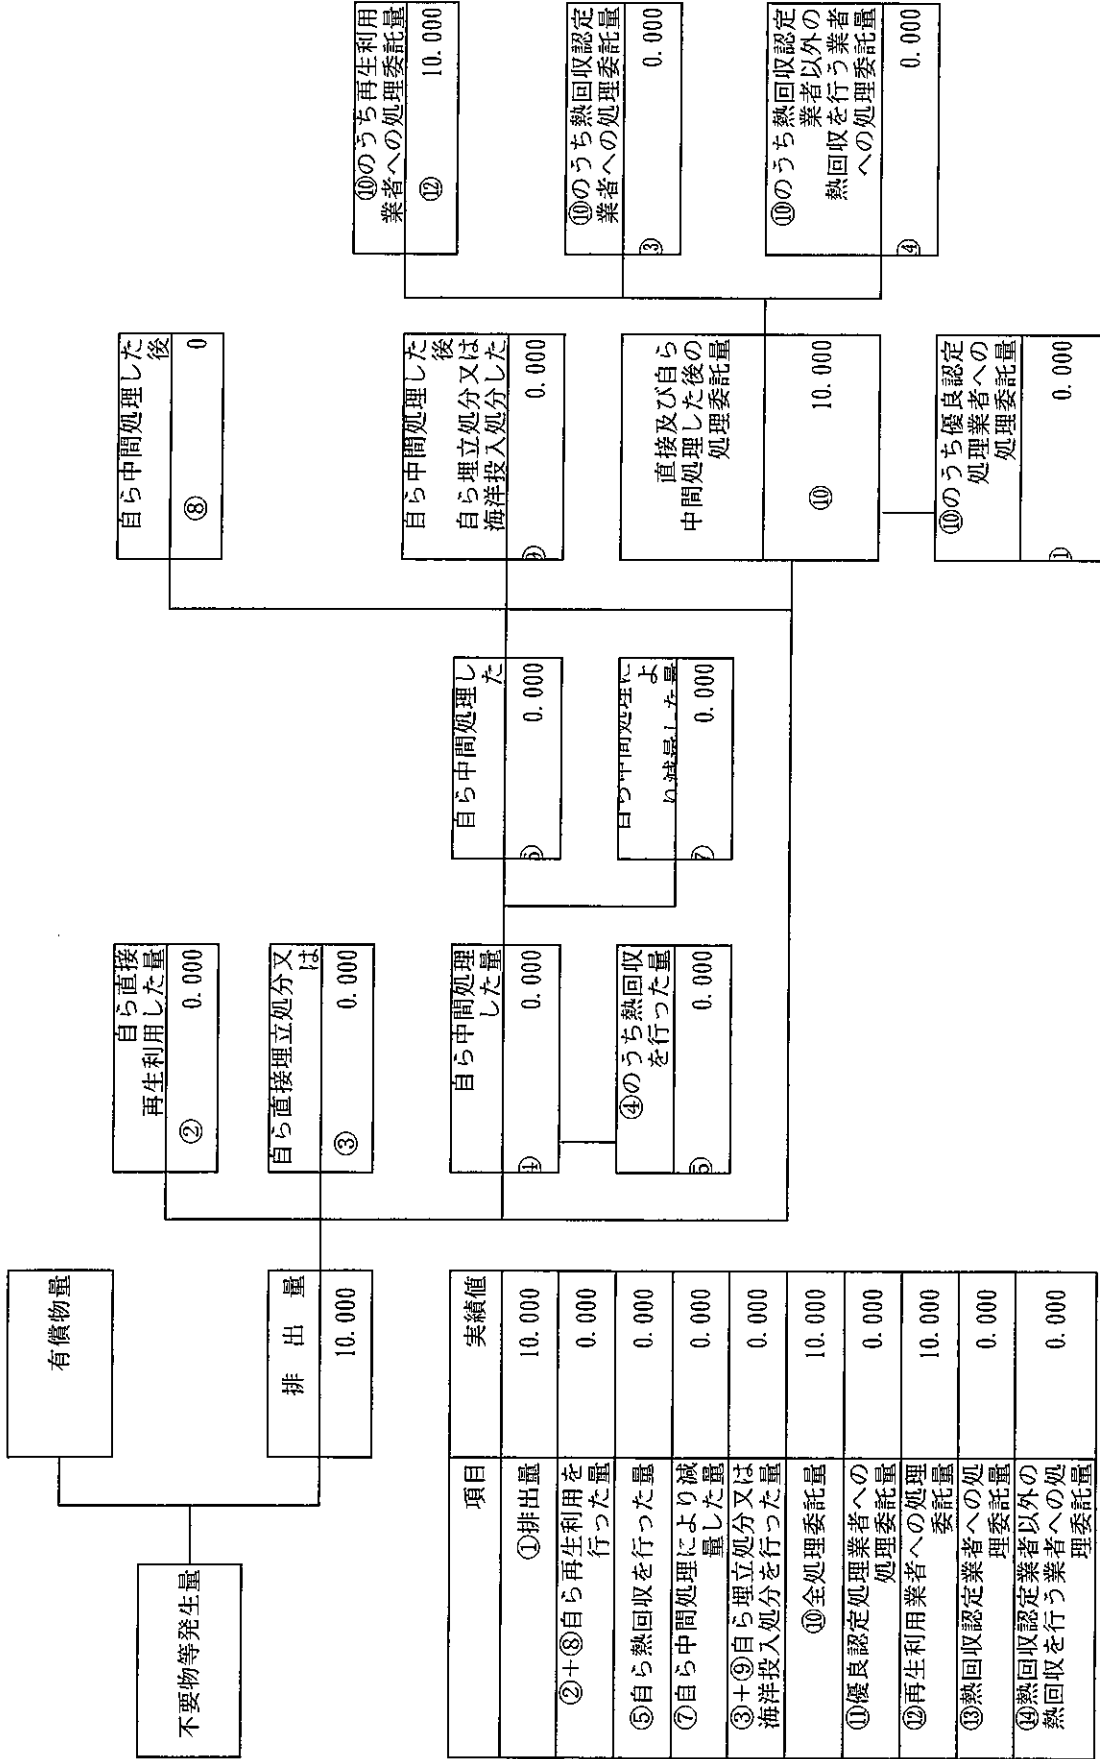 不要物等発生量
有償物量
排 出 量
10.000
自ら直接
再生利用した量
② 0.000
自ら直接埋立処分又
は
③ 0.000
自ら中間処理
した量
0.000
④のうち熱回収
を行った量
⑤ 0.000
自ら中間処理し
た
0.000
自ら中間処理に
よ
り減量した量
⑦ 0.000
自ら中間処理した
後
⑧ 0
自ら中間処理した
後
自ら埋立処分又は
海洋投入処分した
0.000
直接及び自ら
中間処理した後の
処理委託量
⑩ 10.000
⑩のうち優良認定
処理業者への
処理委託量
① 0.000
⑩のうち再生利用
業者への処理委託量
⑫ 10.000
⑩のうち熱回収認定
業者への処理委託量
③ 0.000
⑩のうち熱回収認定
業者以外の
熱回収を行う業者
への処理委託量
④ 0.000
項目 実績値
①排出量 10.000
②+⑧自ら再生利用を
行った量 0.000
⑤自ら熱回収を行った量 0.000
⑦自ら中間処理により減
量した量 0.000
③+⑨自ら埋立処分又は
海洋投入処分を行った量 0.000
⑩全処理委託量 10.000
⑪優良認定処理業者への
処理委託量 0.000
⑫再生利用業者への処理
委託量 10.000
⑬熱回収認定業者への処
理委託量 0.000
⑭熱回収認定業者以外の
熱回収を行う業者への処
理委託量 0.000